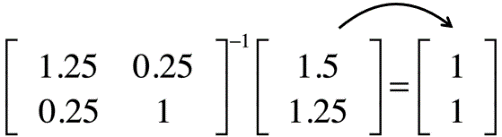 [ 1.25 0.25 ]⁻¹ [ 1.5 ] = [ 1 ]
[ 0.25 1 ] [ 1.25 ] [ 1 ]